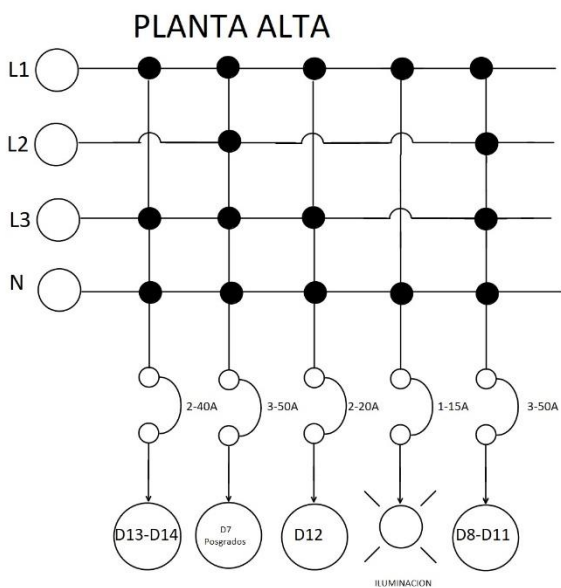 PLANTA ALTA
L1
L2
L3
N
2-40A
3-50A
2-20A
1-15A
3-50A
D13-D14
D7
Posgrados
D12
D8-D11
ILUMINACION